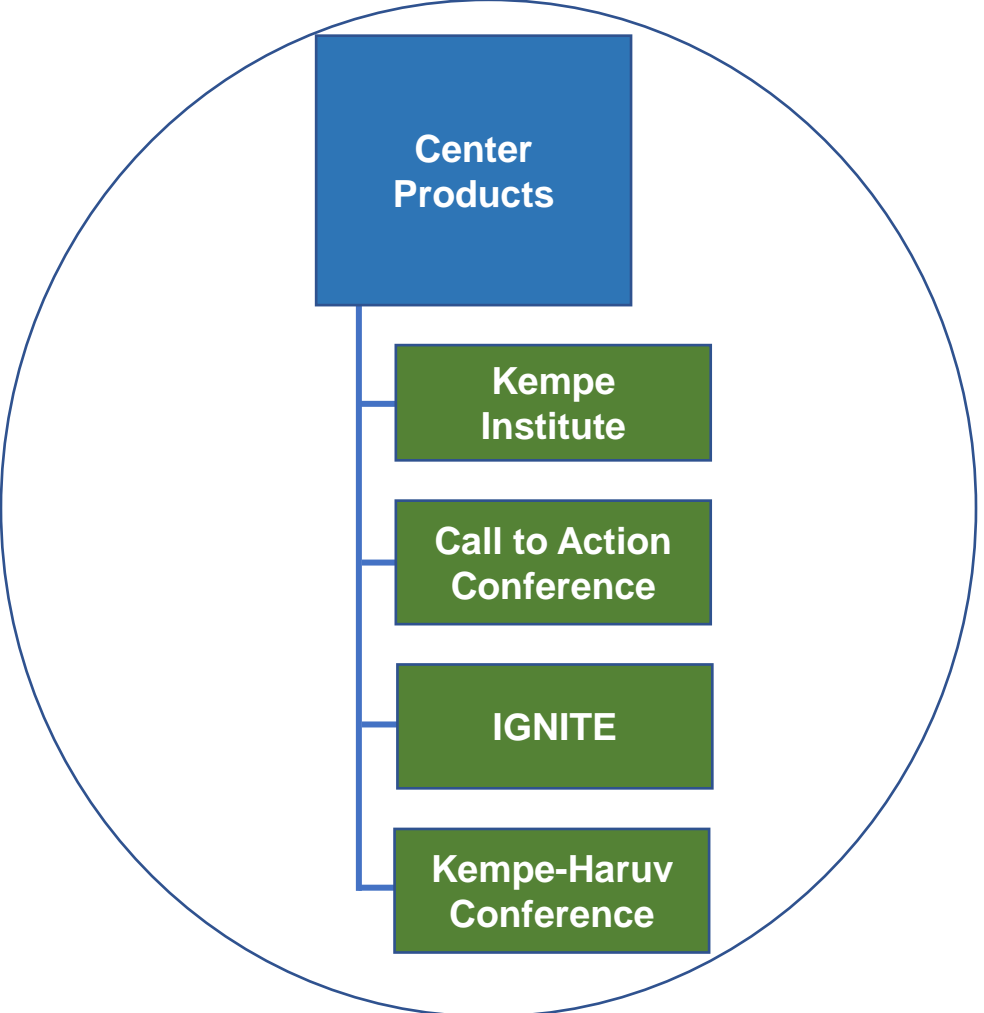 Center
Products
Kempe
Institute
Call to Action
Conference
IGNITE
Kempe-Haruv
Conference